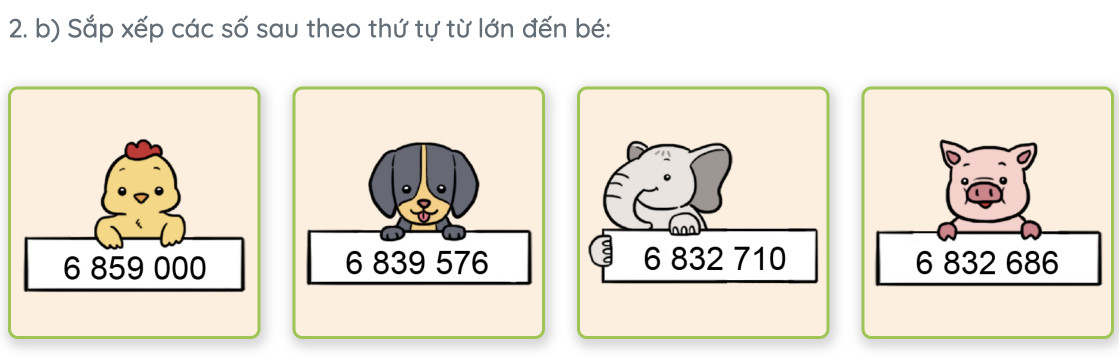 2. b) Sắp xếp các số sau theo thứ tự từ lớn đến bé:
6 859 000
6 839 576
6 832 710
6 832 686